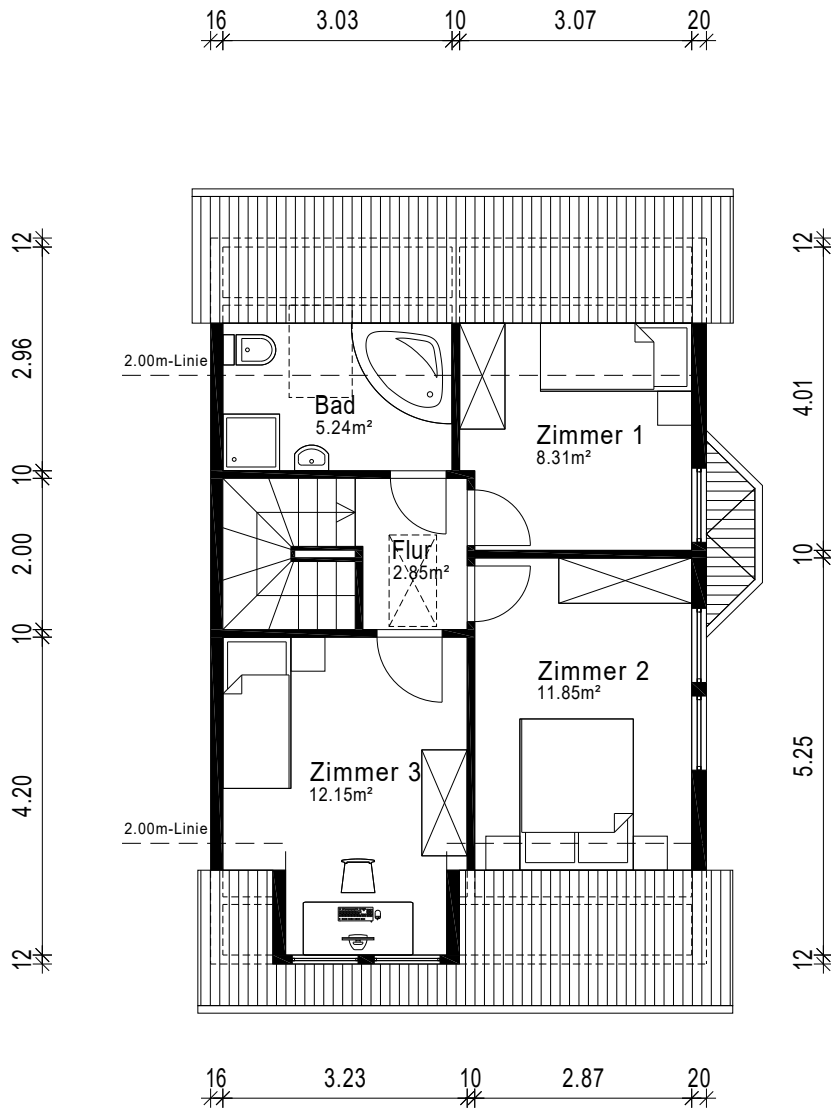 16 3.03 10 3.07 20
12
12
2.96
4.01
2.00m-Linie
Bad
5.24m²
Zimmer 1
8.31m²
10
2.00
Flur
2.85m²
10
10
Zimmer 2
11.85m²
Zimmer 3
12.15m²
5.25
4.20
2.00m-Linie
12
12
16 3.23 10 2.87 20